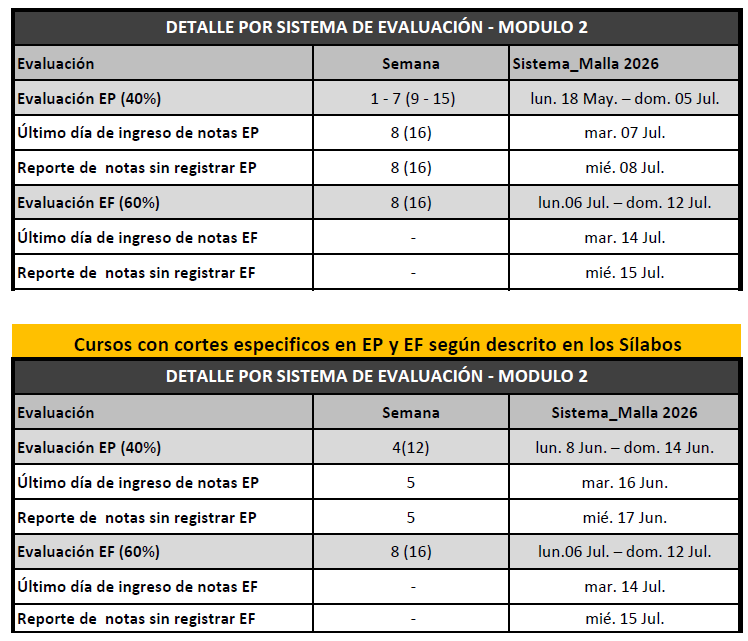 DETALLE POR SISTEMA DE EVALUACIÓN - MODULO 2
Evaluación Semana Sistema_Malla 2026
Evaluación EP (40%) 1 - 7 (9 - 15) lun. 18 May. – dom. 05 Jul.
Último día de ingreso de notas EP 8 (16) mar. 07 Jul.
Reporte de notas sin registrar EP 8 (16) mié. 08 Jul.
Evaluación EF (60%) 8 (16) lun.06 Jul. – dom. 12 Jul.
Último día de ingreso de notas EF - mar. 14 Jul.
Reporte de notas sin registrar EF - mié. 15 Jul.
Cursos con cortes especificos en EP y EF según descrito en los Sílabos
DETALLE POR SISTEMA DE EVALUACIÓN - MODULO 2
Evaluación Semana Sistema_Malla 2026
Evaluación EP (40%) 4(12) lun. 8 Jun. – dom. 14 Jun.
Último día de ingreso de notas EP 5 mar. 16 Jun.
Reporte de notas sin registrar EP 5 mié. 17 Jun.
Evaluación EF (60%) 8 (16) lun.06 Jul. – dom. 12 Jul.
Último día de ingreso de notas EF - mar. 14 Jul.
Reporte de notas sin registrar EF - mié. 15 Jul.